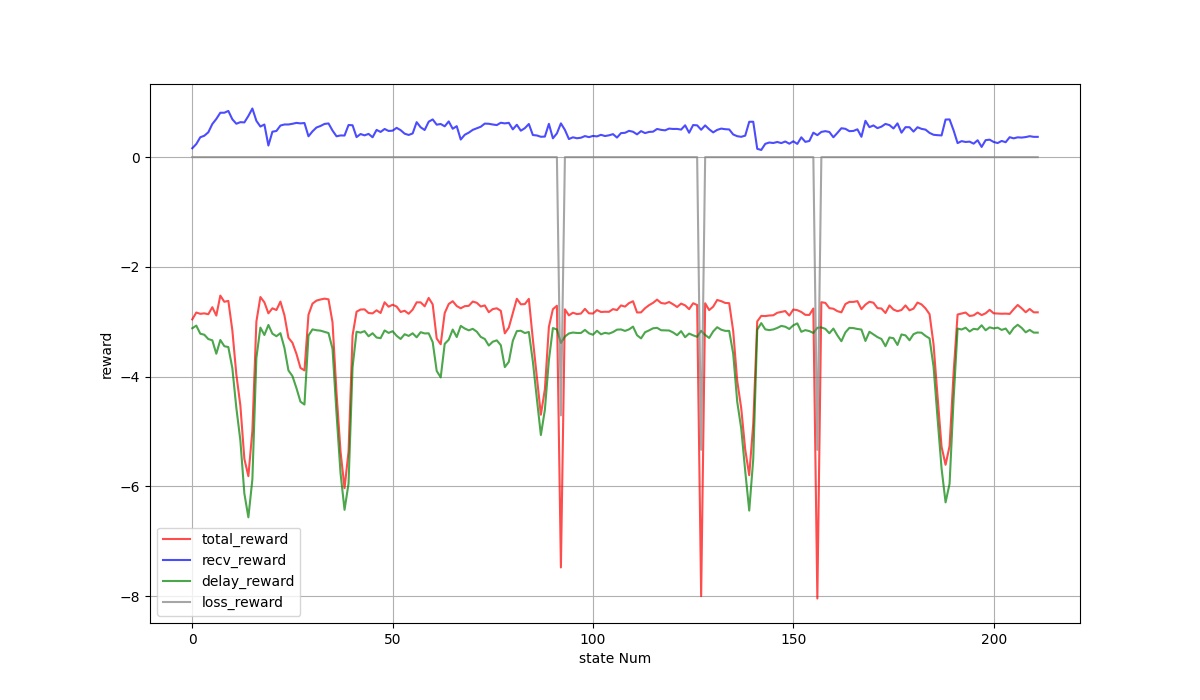 0
−2
−4
−6
−8
reward
total_reward
recv_reward
delay_reward
loss_reward
0 50 100 150 200
state Num